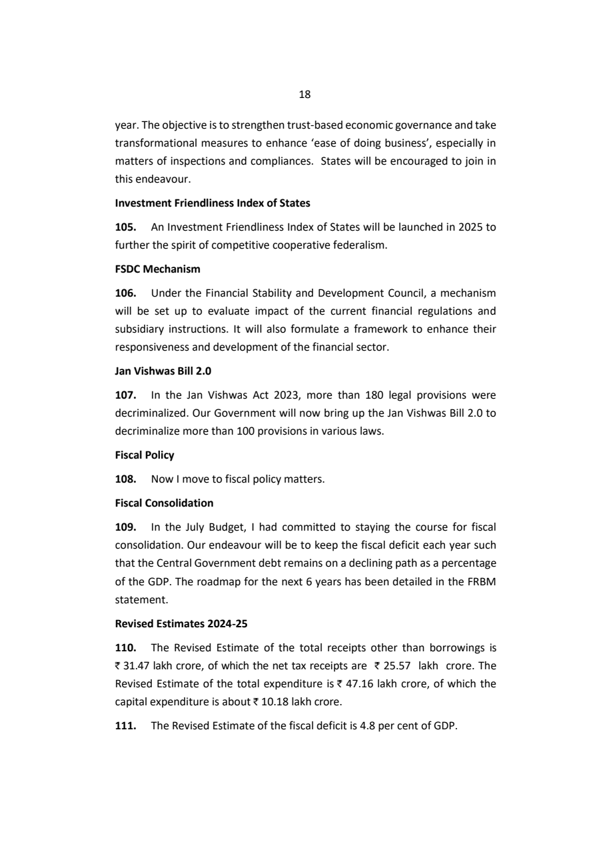 18
year. The objective is to strengthen trust-based economic governance and take
transformational measures to enhance ‘ease of doing business’, especially in
matters of inspections and compliances. States will be encouraged to join in
this endeavour.
Investment Friendliness Index of States
105. An Investment Friendliness Index of States will be launched in 2025 to
further the spirit of competitive cooperative federalism.
FSDC Mechanism
106. Under the Financial Stability and Development Council, a mechanism
will be set up to evaluate impact of the current financial regulations and
subsidiary instructions. It will also formulate a framework to enhance their
responsiveness and development of the financial sector.
Jan Vishwas Bill 2.0
107. In the Jan Vishwas Act 2023, more than 180 legal provisions were
decriminalized. Our Government will now bring up the Jan Vishwas Bill 2.0 to
decriminalize more than 100 provisions in various laws.
Fiscal Policy
108. Now I move to fiscal policy matters.
Fiscal Consolidation
109. In the July Budget, I had committed to staying the course for fiscal
consolidation. Our endeavour will be to keep the fiscal deficit each year such
that the Central Government debt remains on a declining path as a percentage
of the GDP. The roadmap for the next 6 years has been detailed in the FRBM
statement.
Revised Estimates 2024-25
110. The Revised Estimate of the total receipts other than borrowings is
₹ 31.47 lakh crore, of which the net tax receipts are ₹ 25.57 lakh crore. The
Revised Estimate of the total expenditure is ₹ 47.16 lakh crore, of which the
capital expenditure is about ₹ 10.18 lakh crore.
111. The Revised Estimate of the fiscal deficit is 4.8 per cent of GDP.